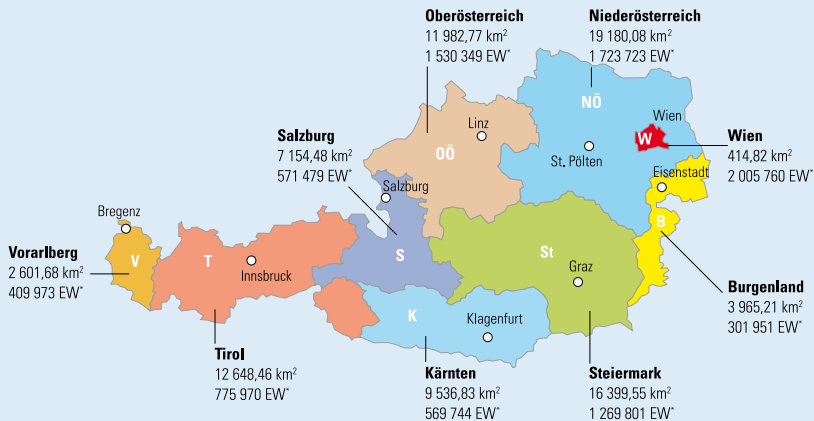 Oberösterreich
11 982,77 km²
1 530 349 EW*
Niederösterreich
19 180,08 km²
1 723 723 EW*
NÖ
Wien
W
Wien
414,82 km²
2 005 760 EW*
Linz
OÖ
St. Pölten
Salzburg
7 154,48 km²
571 479 EW*
Salzburg
Eisenstadt
B
Bregenz
Vorarlberg
2 601,68 km²
409 973 EW*
V
T
Innsbruck
S
St
Graz
Burgenland
3 965,21 km²
301 951 EW*
K
Klagenfurt
Tirol
12 648,46 km²
775 970 EW*
Kärnten
9 536,83 km²
569 744 EW*
Steiermark
16 399,55 km²
1 269 801 EW*